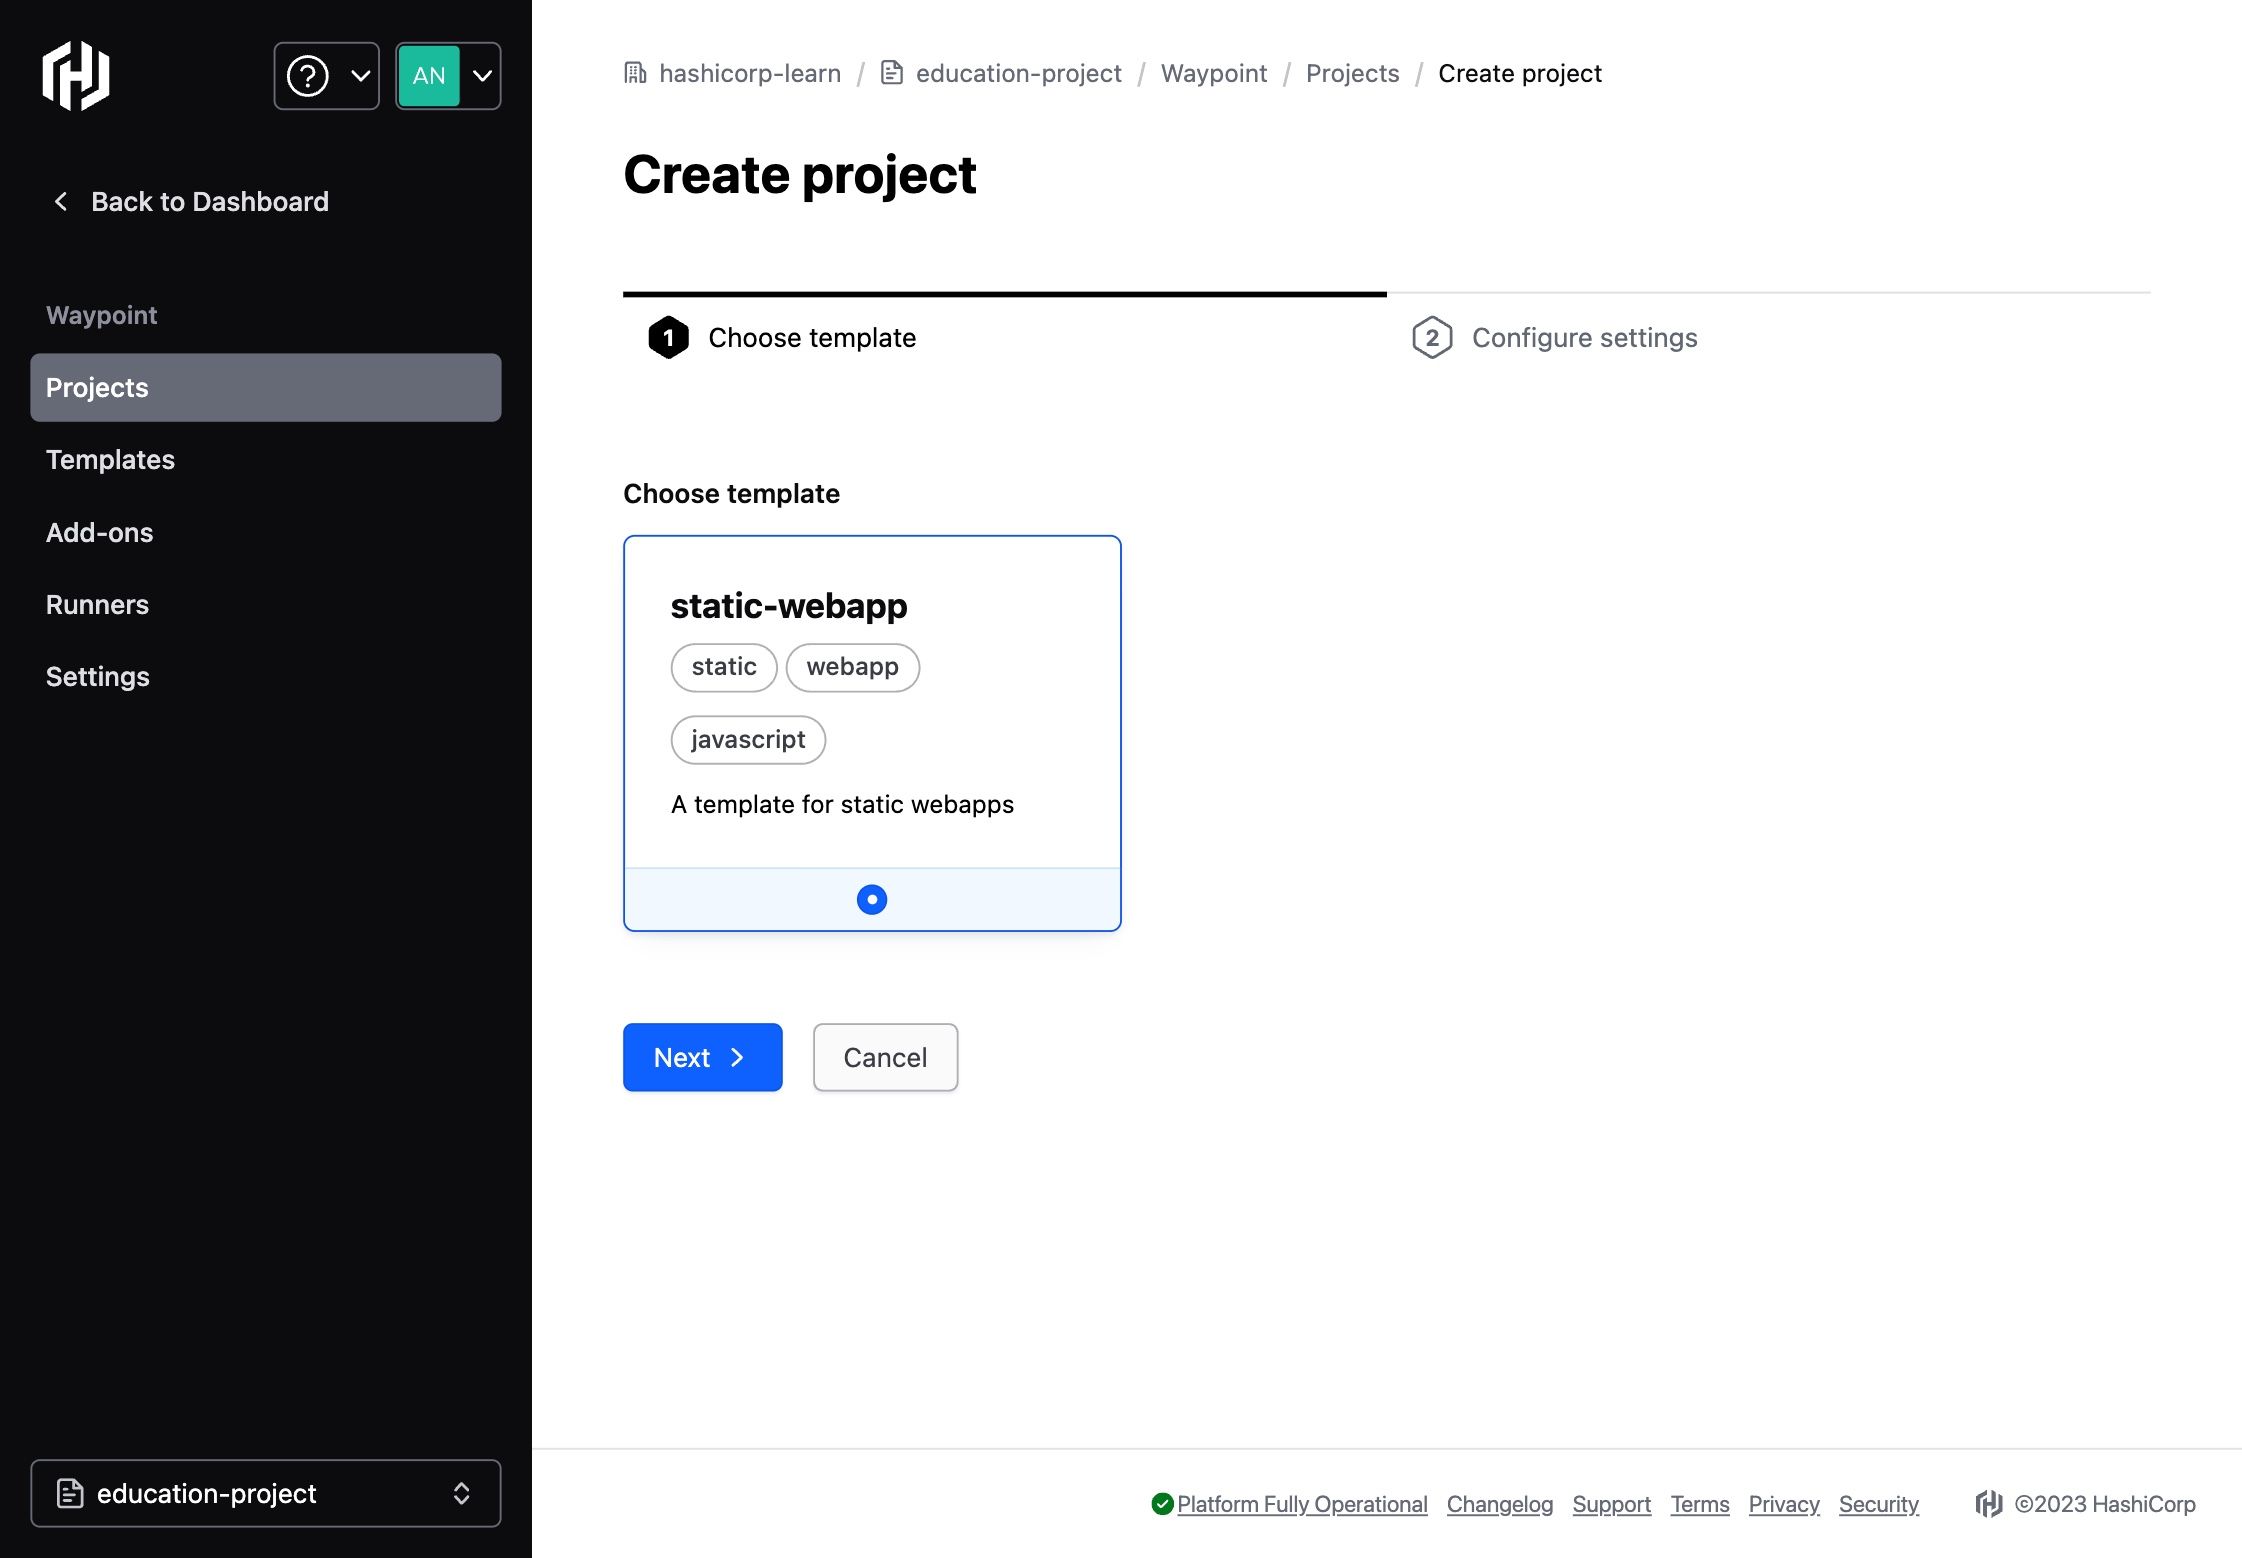 AN
Back to Dashboard
Waypoint
Projects
Templates
Add-ons
Runners
Settings
education-project
hashicorp-learn / education-project / Waypoint / Projects / Create project
Create project
1 Choose template
2 Configure settings
Choose template
static-webapp
static webapp
javascript
A template for static webapps
Next
Cancel
Platform Fully Operational Changelog Support Terms Privacy Security ©2023 HashiCorp